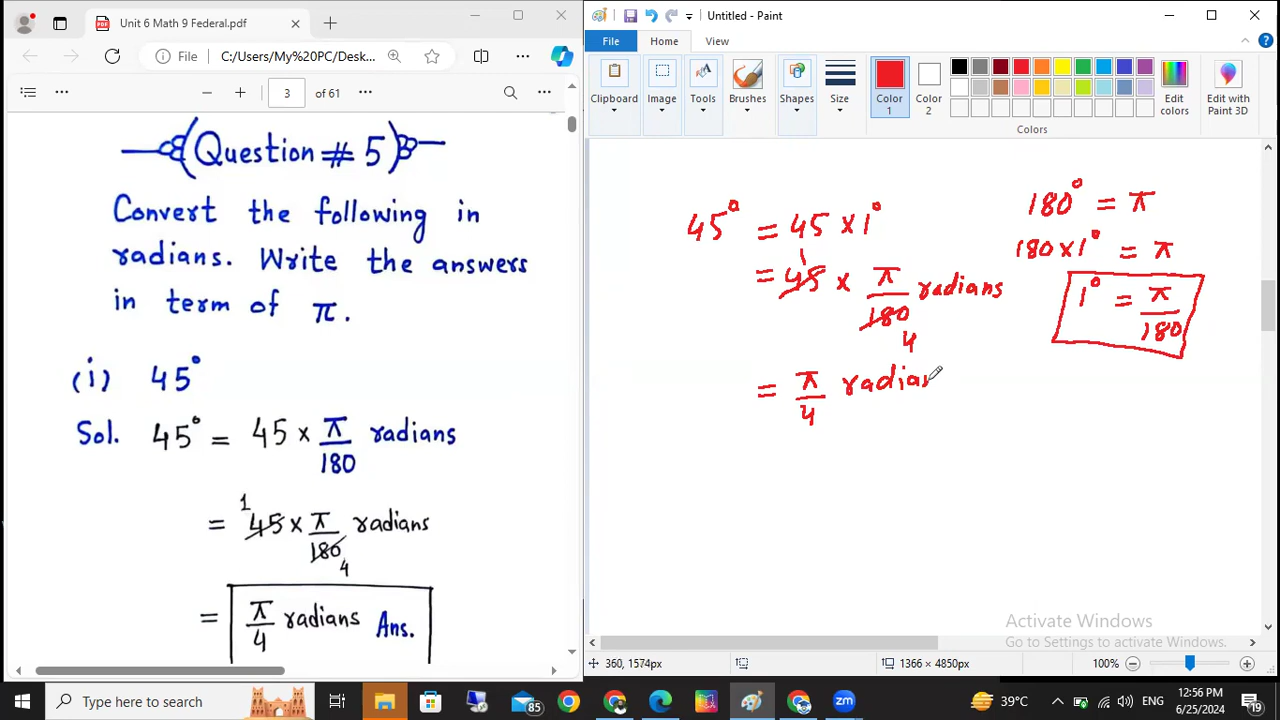 Unit 6 Math 9 Federal.pdf
File
C:/Users/My%20PC/Desk...
3 of 61
Question # 5
Convert the following in
radians. Write the answers
in term of π.
(i) 45°
Sol. 45° = 45 × π/180 radians
= 45 × π/180 radians
1
4
= π/4 radians Ans.
Untitled - Paint
File Home View
Clipboard Image Tools Brushes Shapes Size Color 1 Color 2 Edit colors Edit with Paint 3D
Colors
45° = 45 × 1°
1
= 45 × π/180 radians
4
= π/4 radian
180° = π
180 × 1° = π
1° = π/180
Activate Windows
Go to Settings to activate Windows.
360, 1574px
1366 × 4850px
100%
Type here to search
85
zm
39°C
ENG
12:56 PM
6/25/2024
19